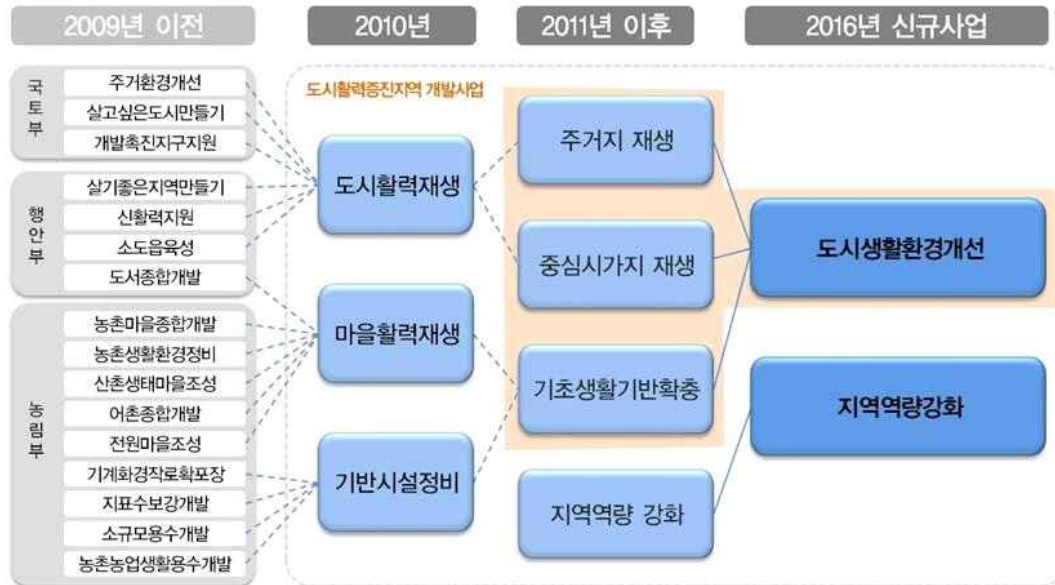 2009년 이전
2010년
2011년 이후
2016년 신규사업
국토부
주거환경개선
살고싶은도시만들기
개발촉진지구지원
행안부
살기좋은지역만들기
신활력지원
소도읍육성
도서종합개발
농림부
농촌마을종합개발
농촌생활환경정비
산촌생태마을조성
어촌종합개발
전원마을조성
기계화경작로확포장
지표수보강개발
소규모용수개발
농촌농업생활용수개발
도시활력증진지역 개발사업
도시활력재생
마을활력재생
기반시설정비
주거지 재생
중심시가지 재생
기초생활기반확충
지역역량 강화
도시생활환경개선
지역역량강화